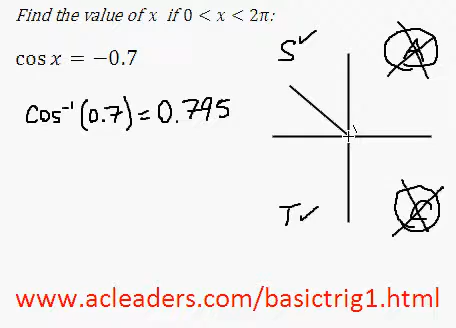 Find the value of x if 0 < x < 2π:
cos x = −0.7
S✓ A
cos⁻¹(0.7) = 0.795
T✓ C
www.acleaders.com/basictrig1.html